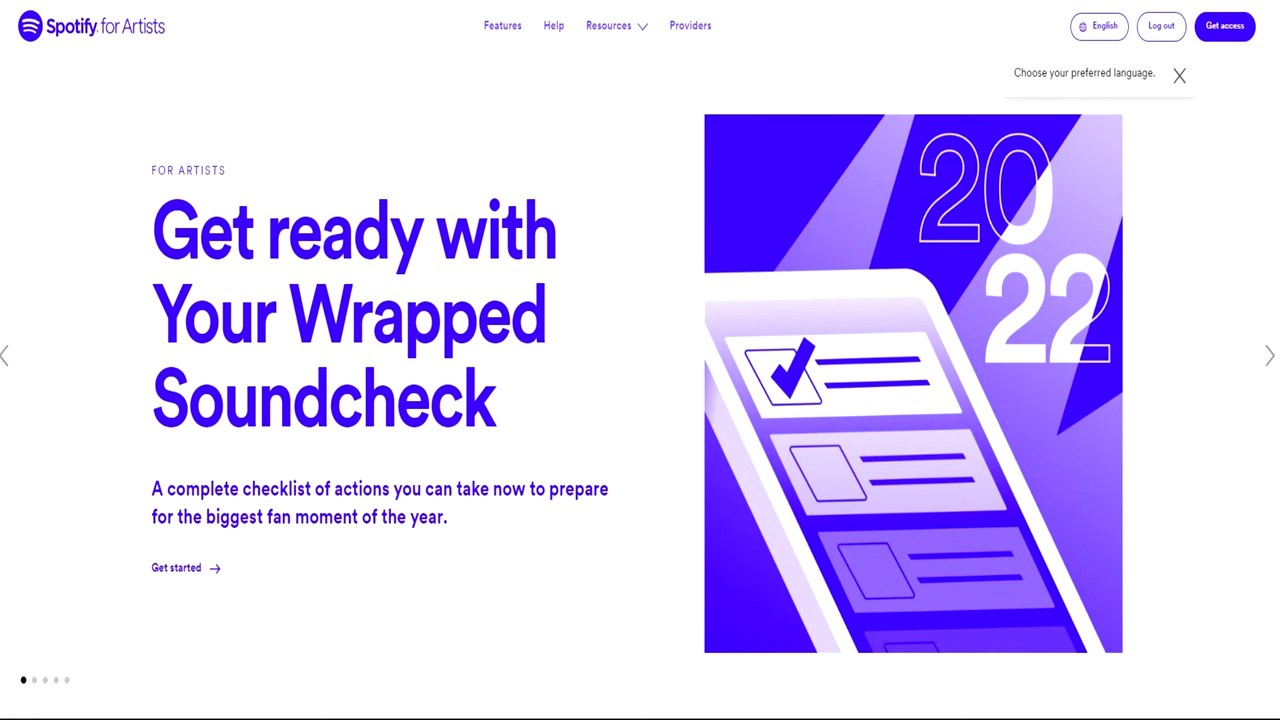 Spotify for Artists
Features
Help
Resources
Providers
English
Log out
Get access
Choose your preferred language.
FOR ARTISTS
Get ready with
Your Wrapped
Soundcheck
A complete checklist of actions you can take now to prepare
for the biggest fan moment of the year.
Get started
20
22